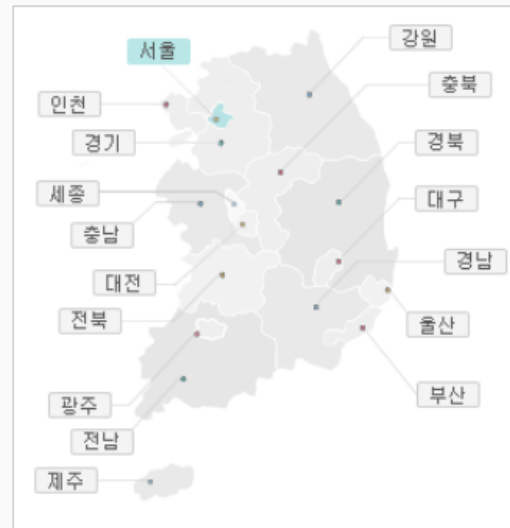 강원
서울
충북
인천
경기
경북
세종
대구
충남
경남
대전
전북
울산
부산
광주
전남
제주